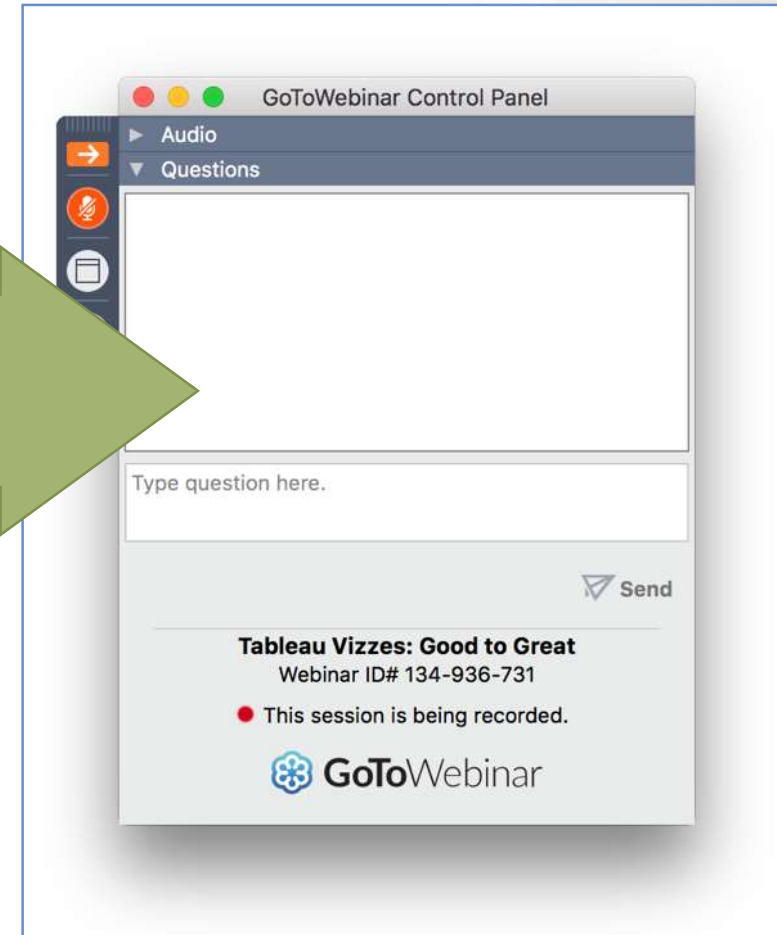 GoToWebinar Control Panel
Audio
Questions
Type question here.
Send
Tableau Vizzes: Good to Great
Webinar ID# 134-936-731
This session is being recorded.
GoToWebinar